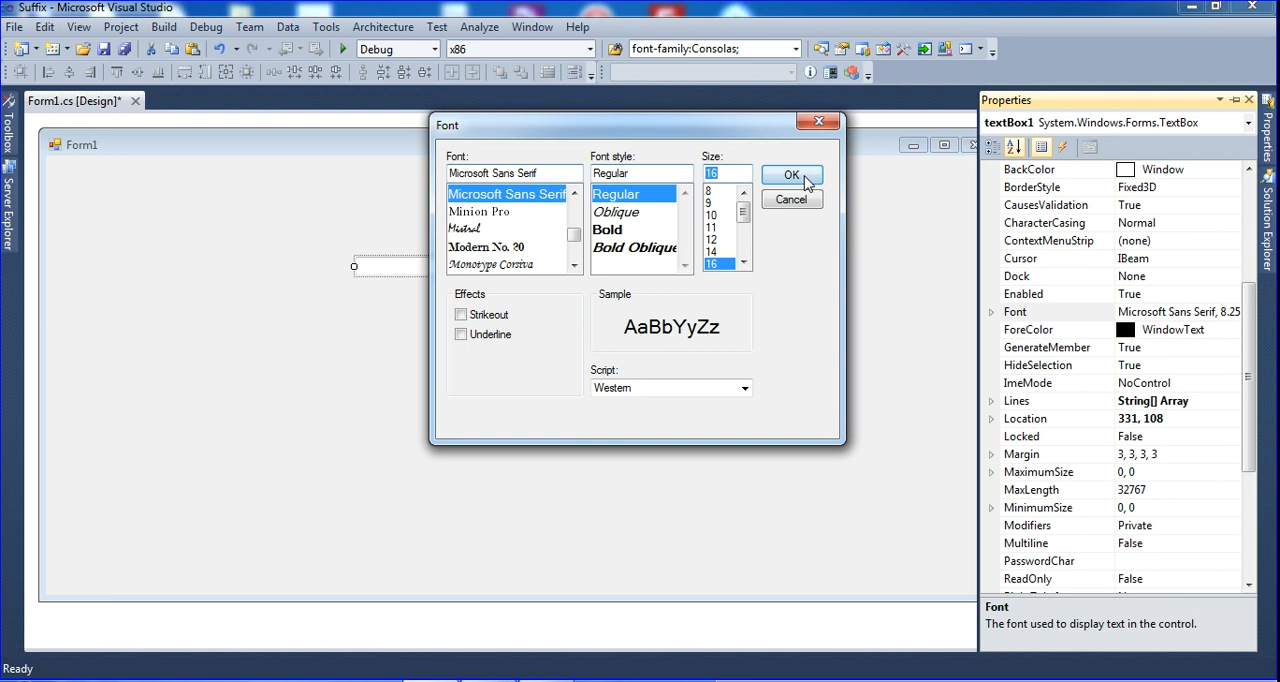 Suffix - Microsoft Visual Studio
File Edit View Project Build Debug Team Data Tools Architecture Test Analyze Window Help
Debug x86 font-family:Consolas;
Form1.cs [Design]*
Toolbox
Server Explorer
Form1
Font
Font: Font style: Size:
Microsoft Sans Serif Regular 16
Microsoft Sans Serif
Minion Pro
Mistral
Modern No. 20
Monotype Corsiva
Regular
Oblique
Bold
Bold Oblique
8
9
10
11
12
14
16
OK
Cancel
Effects
Strikeout
Underline
Sample
AaBbYyZz
Script:
Western
Properties
textBox1 System.Windows.Forms.TextBox
BackColor Window
BorderStyle Fixed3D
CausesValidation True
CharacterCasing Normal
ContextMenuStrip (none)
Cursor IBeam
Dock None
Enabled True
Font Microsoft Sans Serif, 8.25
ForeColor WindowText
GenerateMember True
HideSelection True
ImeMode NoControl
Lines String[] Array
Location 331, 108
Locked False
Margin 3, 3, 3, 3
MaximumSize 0, 0
MaxLength 32767
MinimumSize 0, 0
Modifiers Private
Multiline False
PasswordChar
ReadOnly False
Font
The font used to display text in the control.
Properties
Solution Explorer
Ready